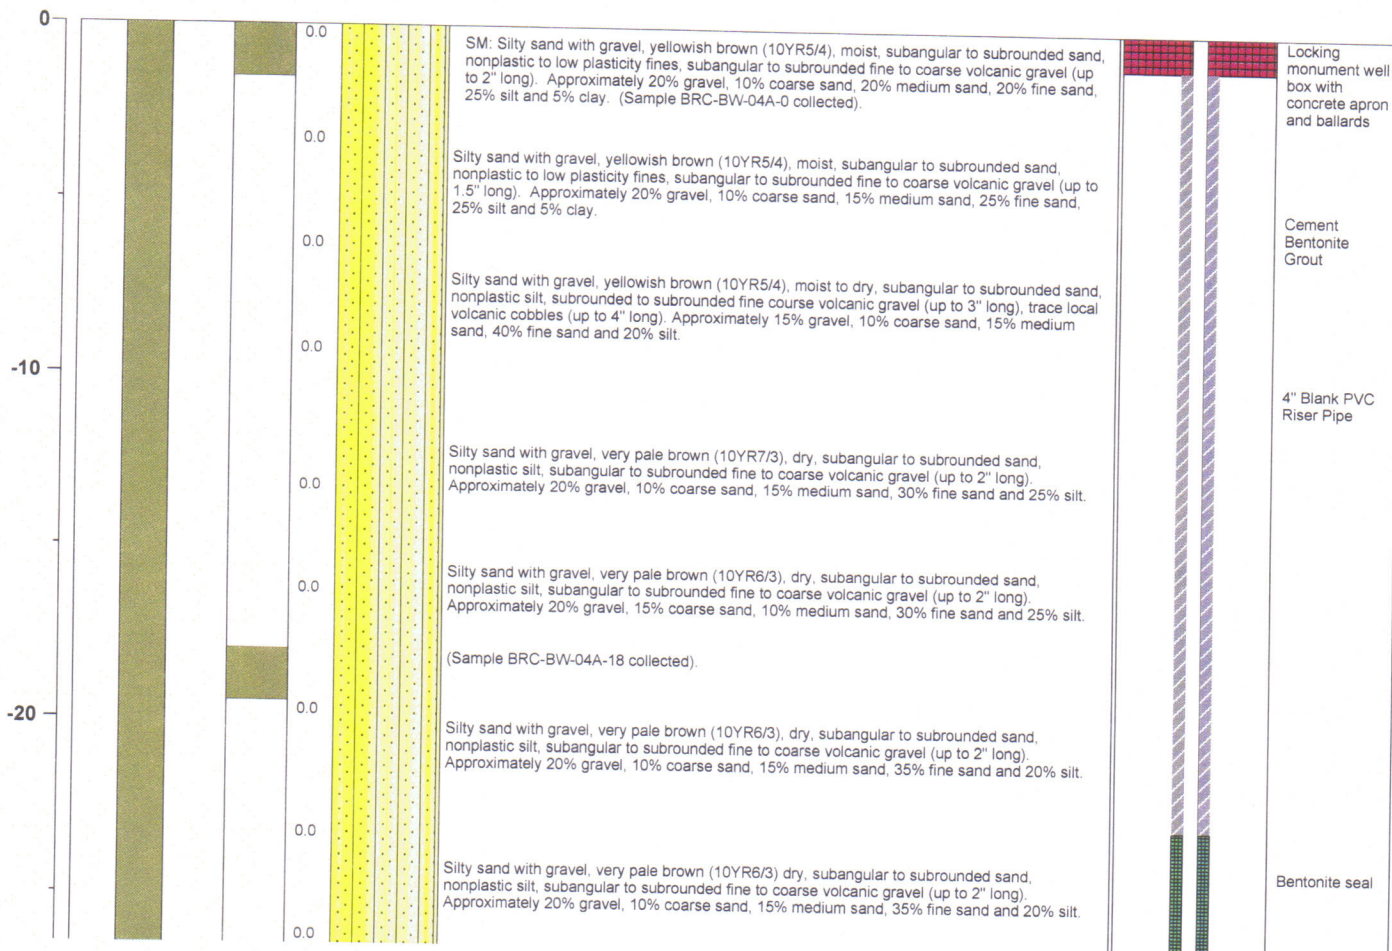 0
0.0
SM: Silty sand with gravel, yellowish brown (10YR5/4), moist, subangular to subrounded sand,
nonplastic to low plasticity fines, subangular to subrounded fine to coarse volcanic gravel (up
to 2" long). Approximately 20% gravel, 10% coarse sand, 20% medium sand, 20% fine sand,
25% silt and 5% clay. (Sample BRC-BW-04A-0 collected).
Locking
monument well
box with
concrete apron
and ballards
0.0
Silty sand with gravel, yellowish brown (10YR5/4), moist, subangular to subrounded sand,
nonplastic to low plasticity fines, subangular to subrounded fine to coarse volcanic gravel (up to
1.5" long). Approximately 20% gravel, 10% coarse sand, 15% medium sand, 25% fine sand,
25% silt and 5% clay.
0.0
Cement
Bentonite
Grout
Silty sand with gravel, yellowish brown (10YR5/4), moist to dry, subangular to subrounded sand,
nonplastic silt, subrounded to subrounded fine course volcanic gravel (up to 3" long), trace local
volcanic cobbles (up to 4" long). Approximately 15% gravel, 10% coarse sand, 15% medium
sand, 40% fine sand and 20% silt.
0.0
-10
4" Blank PVC
Riser Pipe
Silty sand with gravel, very pale brown (10YR7/3), dry, subangular to subrounded sand,
nonplastic silt, subangular to subrounded fine to coarse volcanic gravel (up to 2" long).
Approximately 20% gravel, 10% coarse sand, 15% medium sand, 30% fine sand and 25% silt.
0.0
Silty sand with gravel, very pale brown (10YR6/3), dry, subangular to subrounded sand,
nonplastic silt, subangular to subrounded fine to coarse volcanic gravel (up to 2" long).
Approximately 20% gravel, 15% coarse sand, 10% medium sand, 30% fine sand and 25% silt.
0.0
(Sample BRC-BW-04A-18 collected).
0.0
-20
Silty sand with gravel, very pale brown (10YR6/3), dry, subangular to subrounded sand,
nonplastic silt, subangular to subrounded fine to coarse volcanic gravel (up to 2" long).
Approximately 20% gravel, 10% coarse sand, 15% medium sand, 35% fine sand and 20% silt.
0.0
Silty sand with gravel, very pale brown (10YR6/3) dry, subangular to subrounded sand,
nonplastic silt, subangular to subrounded fine to coarse volcanic gravel (up to 2" long).
Approximately 20% gravel, 10% coarse sand, 15% medium sand, 35% fine sand and 20% silt.
Bentonite seal
0.0